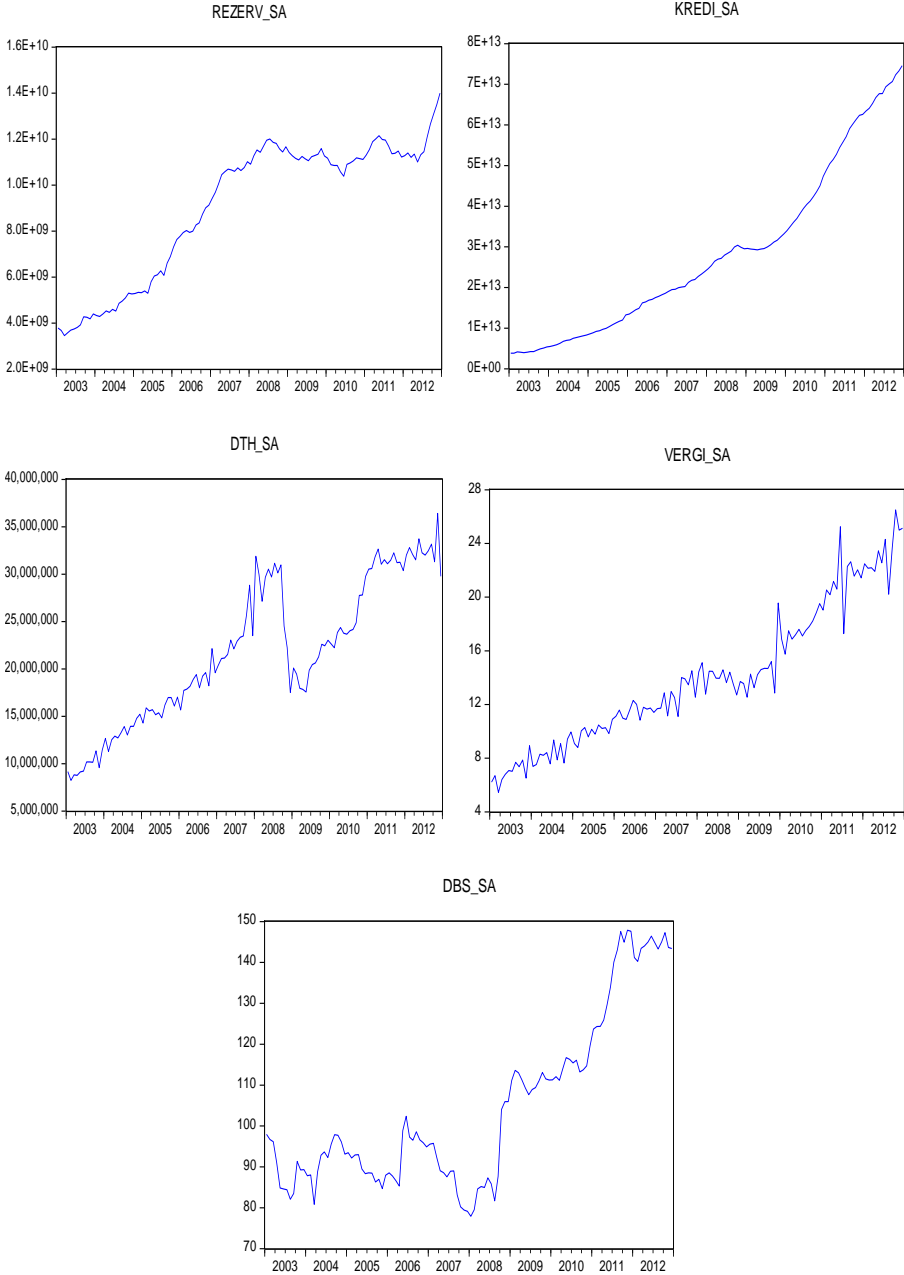 REZERV_SA
1.6E+10
1.4E+10
1.2E+10
1.0E+10
8.0E+09
6.0E+09
4.0E+09
2.0E+09
2003 2004 2005 2006 2007 2008 2009 2010 2011 2012
KREDI_SA
8E+13
7E+13
6E+13
5E+13
4E+13
3E+13
2E+13
1E+13
0E+00
2003 2004 2005 2006 2007 2008 2009 2010 2011 2012
DTH_SA
40,000,000
35,000,000
30,000,000
25,000,000
20,000,000
15,000,000
10,000,000
5,000,000
2003 2004 2005 2006 2007 2008 2009 2010 2011 2012
VERGI_SA
28
24
20
16
12
8
4
2003 2004 2005 2006 2007 2008 2009 2010 2011 2012
DBS_SA
150
140
130
120
110
100
90
80
70
2003 2004 2005 2006 2007 2008 2009 2010 2011 2012